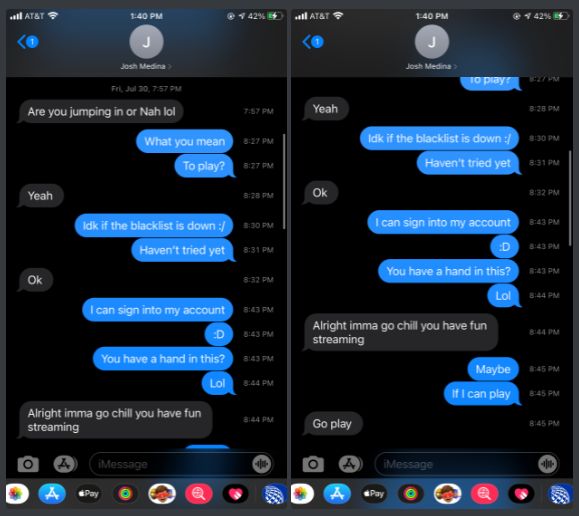 AT&T 1:40 PM 42%
1
J
Josh Medina
Fri, Jul 30, 7:57 PM
Are you jumping in or Nah lol 7:57 PM
What you mean 8:27 PM
To play? 8:27 PM
Yeah 8:28 PM
Idk if the blacklist is down :/ 8:30 PM
Haven't tried yet 8:31 PM
Ok 8:32 PM
I can sign into my account 8:43 PM
:D 8:43 PM
You have a hand in this? 8:43 PM
Lol 8:44 PM
Alright imma go chill you have fun
streaming 8:44 PM
iMessage
Pay
AT&T 1:40 PM 42%
1
J
Josh Medina
To play? 8:27 PM
Yeah 8:28 PM
Idk if the blacklist is down :/ 8:30 PM
Haven't tried yet 8:31 PM
Ok 8:32 PM
I can sign into my account 8:43 PM
:D 8:43 PM
You have a hand in this? 8:43 PM
Lol 8:44 PM
Alright imma go chill you have fun
streaming 8:44 PM
Maybe 8:45 PM
If I can play 8:45 PM
Go play 8:45 PM
iMessage
Pay